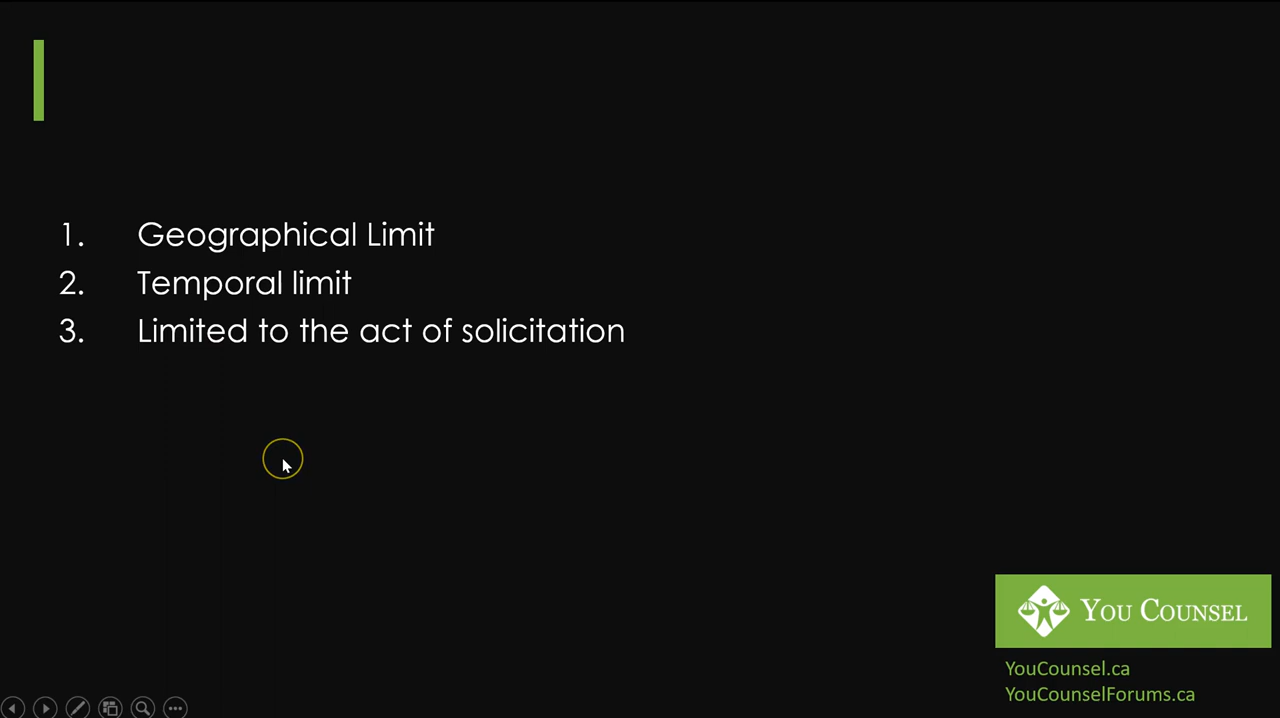 1. Geographical Limit
2. Temporal limit
3. Limited to the act of solicitation
You Counsel
YouCounsel.ca
YouCounselForums.ca